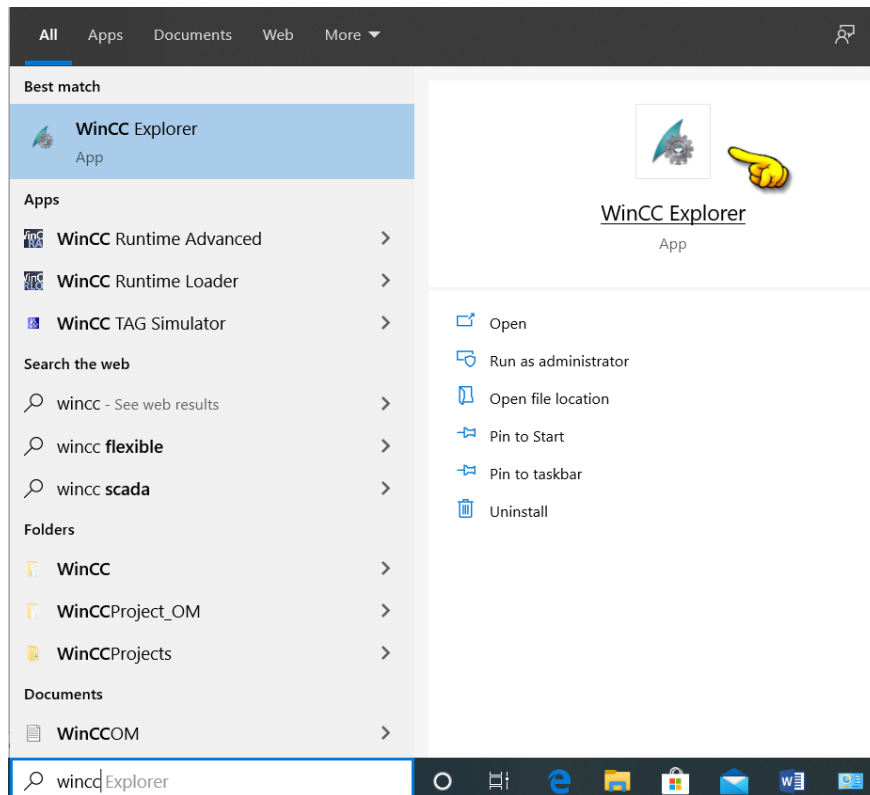 All Apps Documents Web More
Best match
WinCC Explorer
App
Apps
WinCC Runtime Advanced
WinCC Runtime Loader
WinCC TAG Simulator
Search the web
wincc - See web results
wincc flexible
wincc scada
Folders
WinCC
WinCCProject_OM
WinCCProjects
Documents
WinCCOM
wincc Explorer
WinCC Explorer
App
Open
Run as administrator
Open file location
Pin to Start
Pin to taskbar
Uninstall